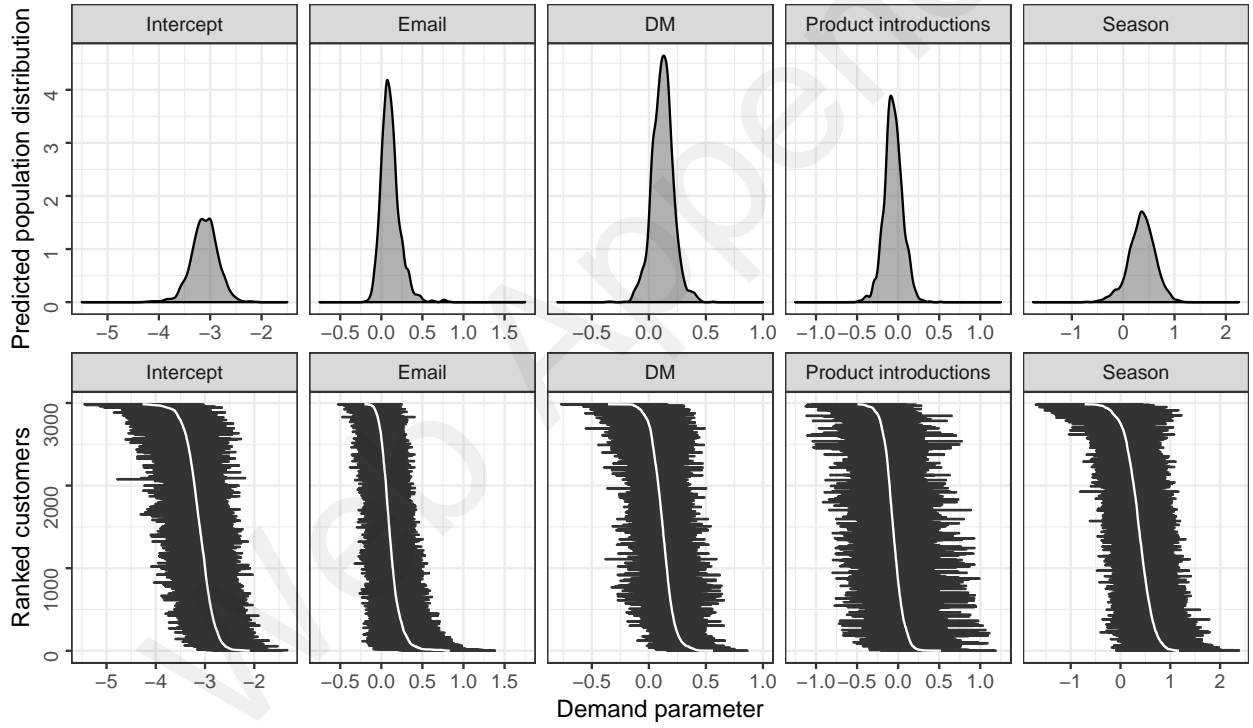 Intercept Email DM Product introductions Season
Predicted population distribution
0 1 2 3 4
−5 −4 −3 −2 −0.5 0.0 0.5 1.0 1.5 −0.5 0.0 0.5 1.0 −1.0 −0.5 0.0 0.5 1.0 −1 0 1 2
Intercept Email DM Product introductions Season
Ranked customers
0 1000 2000 3000
−5 −4 −3 −2 −0.5 0.0 0.5 1.0 1.5 −0.5 0.0 0.5 1.0 −1.0 −0.5 0.0 0.5 1.0 −1 0 1 2
Demand parameter
Web Append